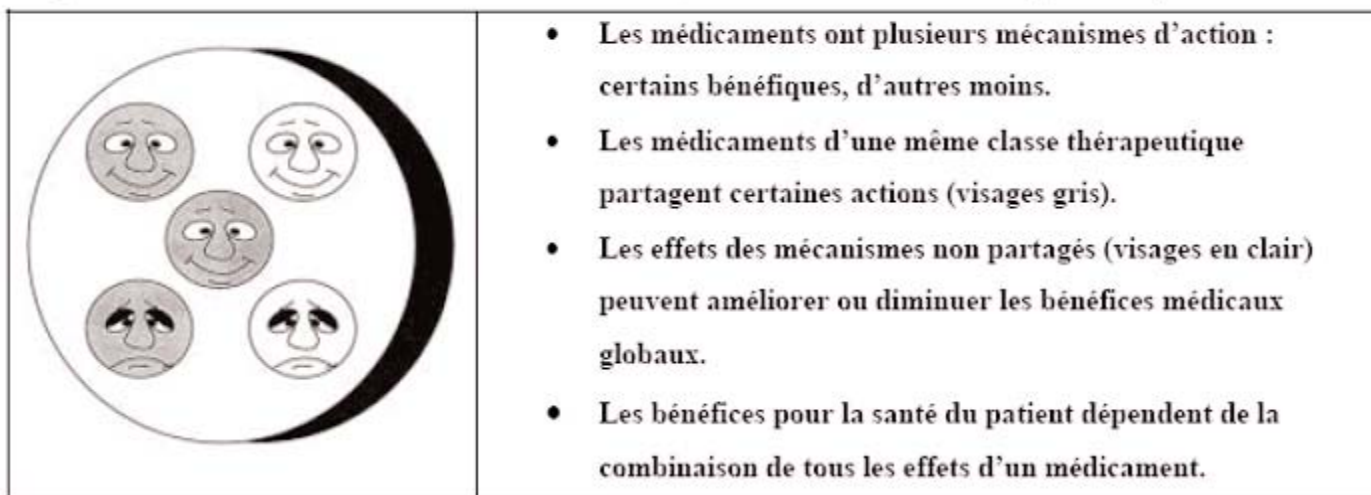 • Les médicaments ont plusieurs mécanismes d'action :
certains bénéfiques, d'autres moins.
• Les médicaments d'une même classe thérapeutique
partagent certaines actions (visages gris).
• Les effets des mécanismes non partagés (visages en clair)
peuvent améliorer ou diminuer les bénéfices médicaux
globaux.
• Les bénéfices pour la santé du patient dépendent de la
combinaison de tous les effets d'un médicament.